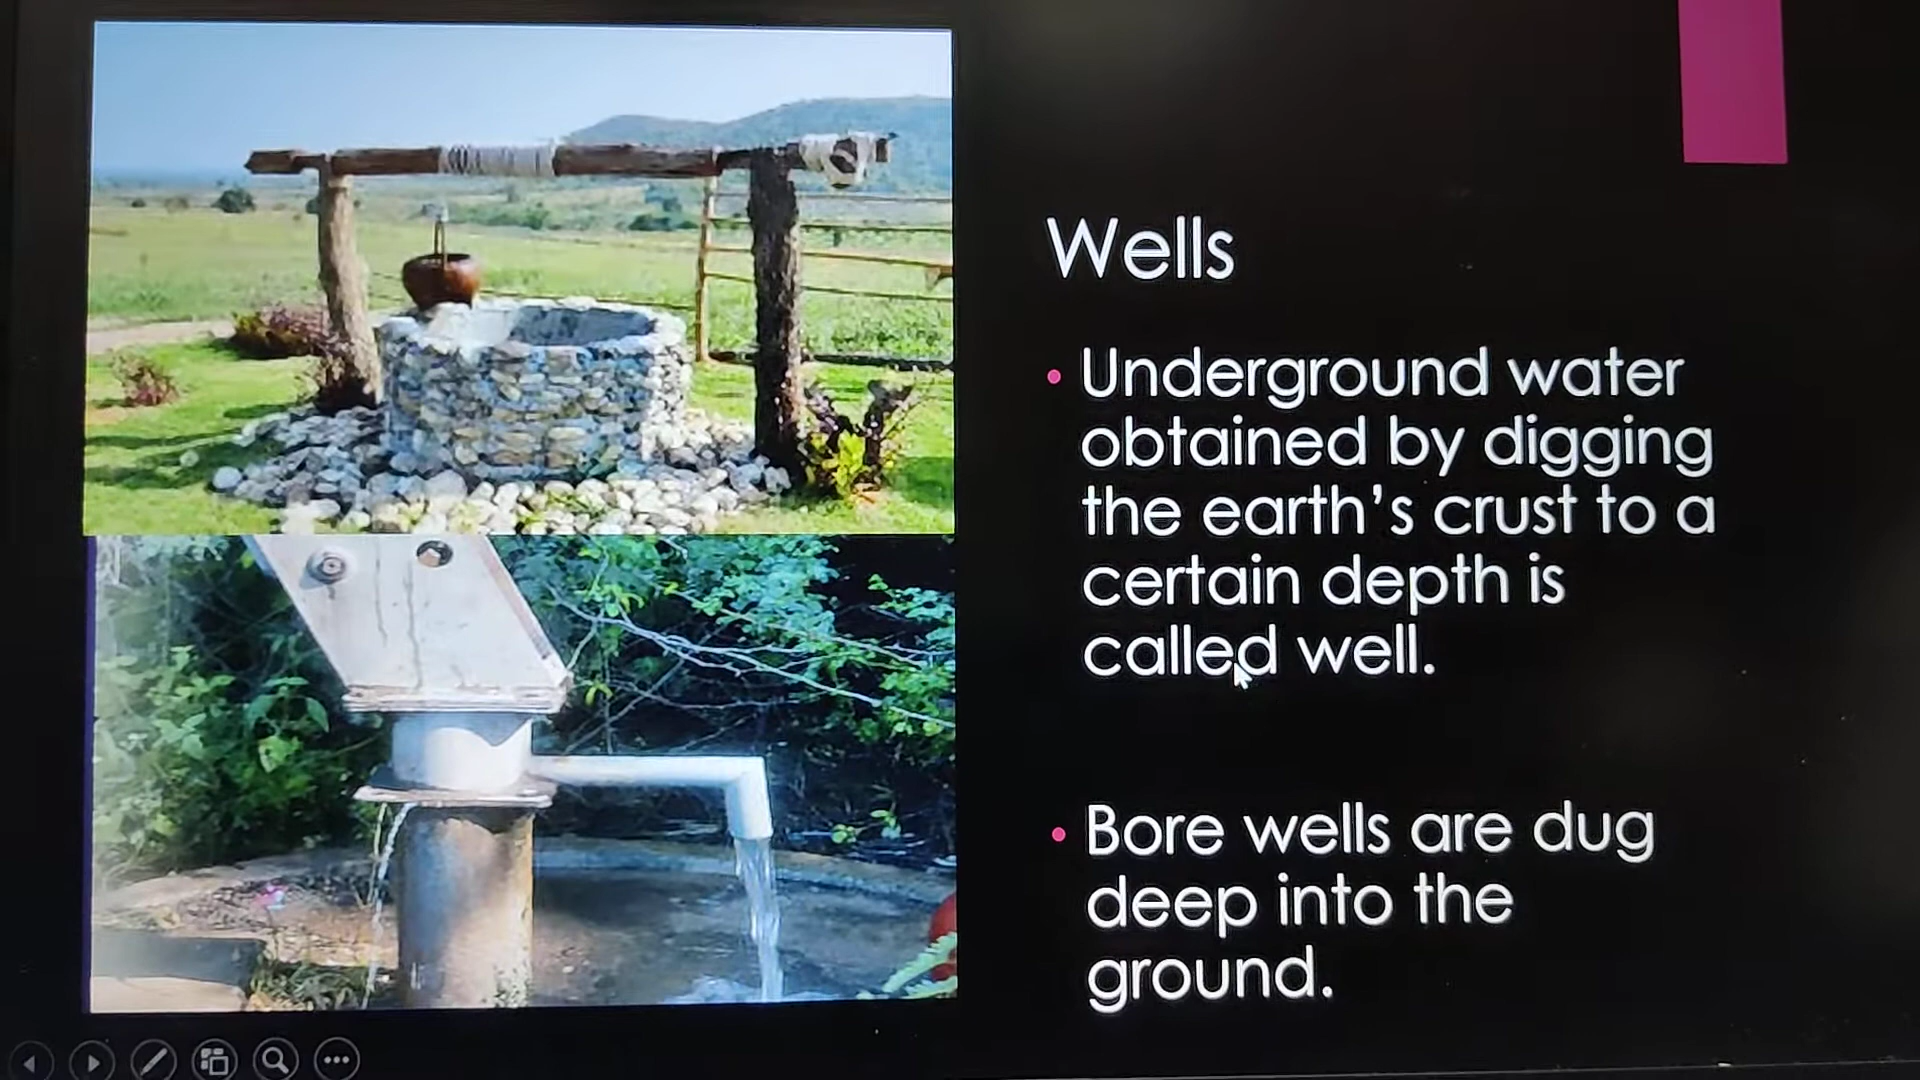 Wells
• Underground water
obtained by digging
the earth’s crust to a
certain depth is
called well.
• Bore wells are dug
deep into the
ground.